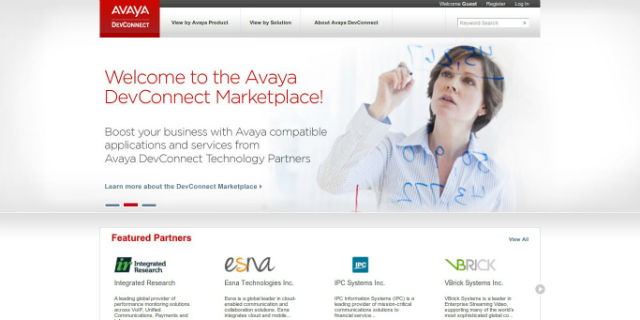 AVAYA
DEVCONNECT
Welcome Guest Register Log In
View by Avaya Product View by Solution About Avaya DevConnect
Keyword Search
Welcome to the Avaya
DevConnect Marketplace!
Boost your business with Avaya compatible
applications and services from
Avaya DevConnect Technology Partners
Learn more about the DevConnect Marketplace
Featured Partners
View All
Integrated
Research
esna
IPC
VBRICK
Integrated Research
Esna Technologies Inc.
IPC Systems Inc.
VBrick Systems Inc.
A leading global provider of
performance monitoring solutions
across VoIP, Unified
Communications, Payments and
Esna is a global leader in cloud-
enabled communication and
collaboration solutions. Esna
integrates cloud and mobile...
IPC Information Systems (IPC) is a
leading provider of mission-critical
communications solutions to
financial service...
VBrick Systems is a leader in
Enterprise Streaming Video,
supporting many of the world's
most sophisticated global co...